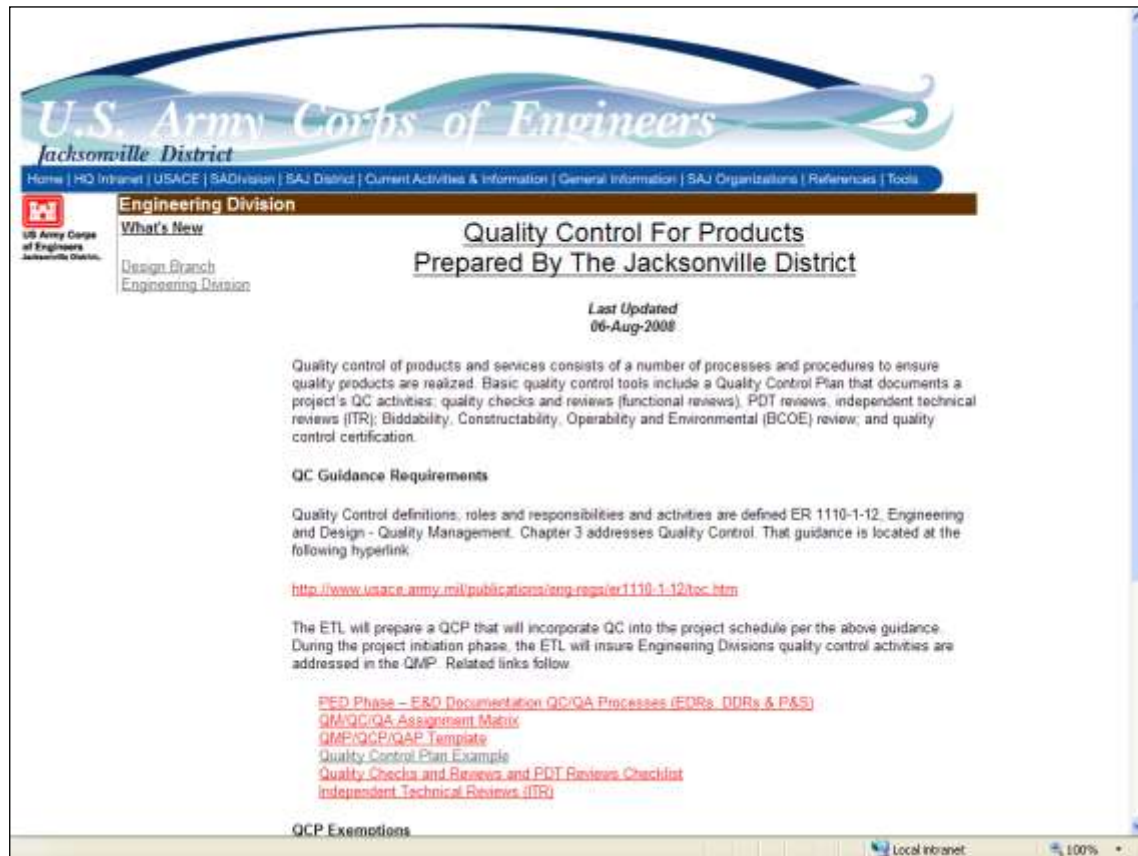 U.S. Army Corps of Engineers
Jacksonville District
Home | HQ Intranet | USACE | SADivision | SAJ District | Current Activities & Information | General Information | SAJ Organizations | References | Tools
Engineering Division
US Army Corps
of Engineers
Jacksonville District
What's New
Design Branch
Engineering Division
Quality Control For Products
Prepared By The Jacksonville District
Last Updated
06-Aug-2008
Quality control of products and services consists of a number of processes and procedures to ensure
quality products are realized. Basic quality control tools include a Quality Control Plan that documents a
project's QC activities: quality checks and reviews (functional reviews), PDT reviews, independent technical
reviews (ITR); Biddability, Constructability, Operability and Environmental (BCOE) review; and quality
control certification.
QC Guidance Requirements
Quality Control definitions, roles and responsibilities and activities are defined ER 1110-1-12, Engineering
and Design - Quality Management. Chapter 3 addresses Quality Control. That guidance is located at the
following hyperlink.
http://www.usace.army.mil/publications/eng-regs/er1110-1-12/toc.htm
The ETL will prepare a QCP that will incorporate QC into the project schedule per the above guidance.
During the project initiation phase, the ETL will insure Engineering Divisions quality control activities are
addressed in the QMP. Related links follow.
PED Phase – E&D Documentation QC/QA Processes (EDRs, DDRs & P&S)
QM/QC/QA Assignment Matrix
QMP/QCP/QAP Template
Quality Control Plan Example
Quality Checks and Reviews and PDT Reviews Checklist
Independent Technical Reviews (ITR)
QCP Exemptions
Local intranet
100%